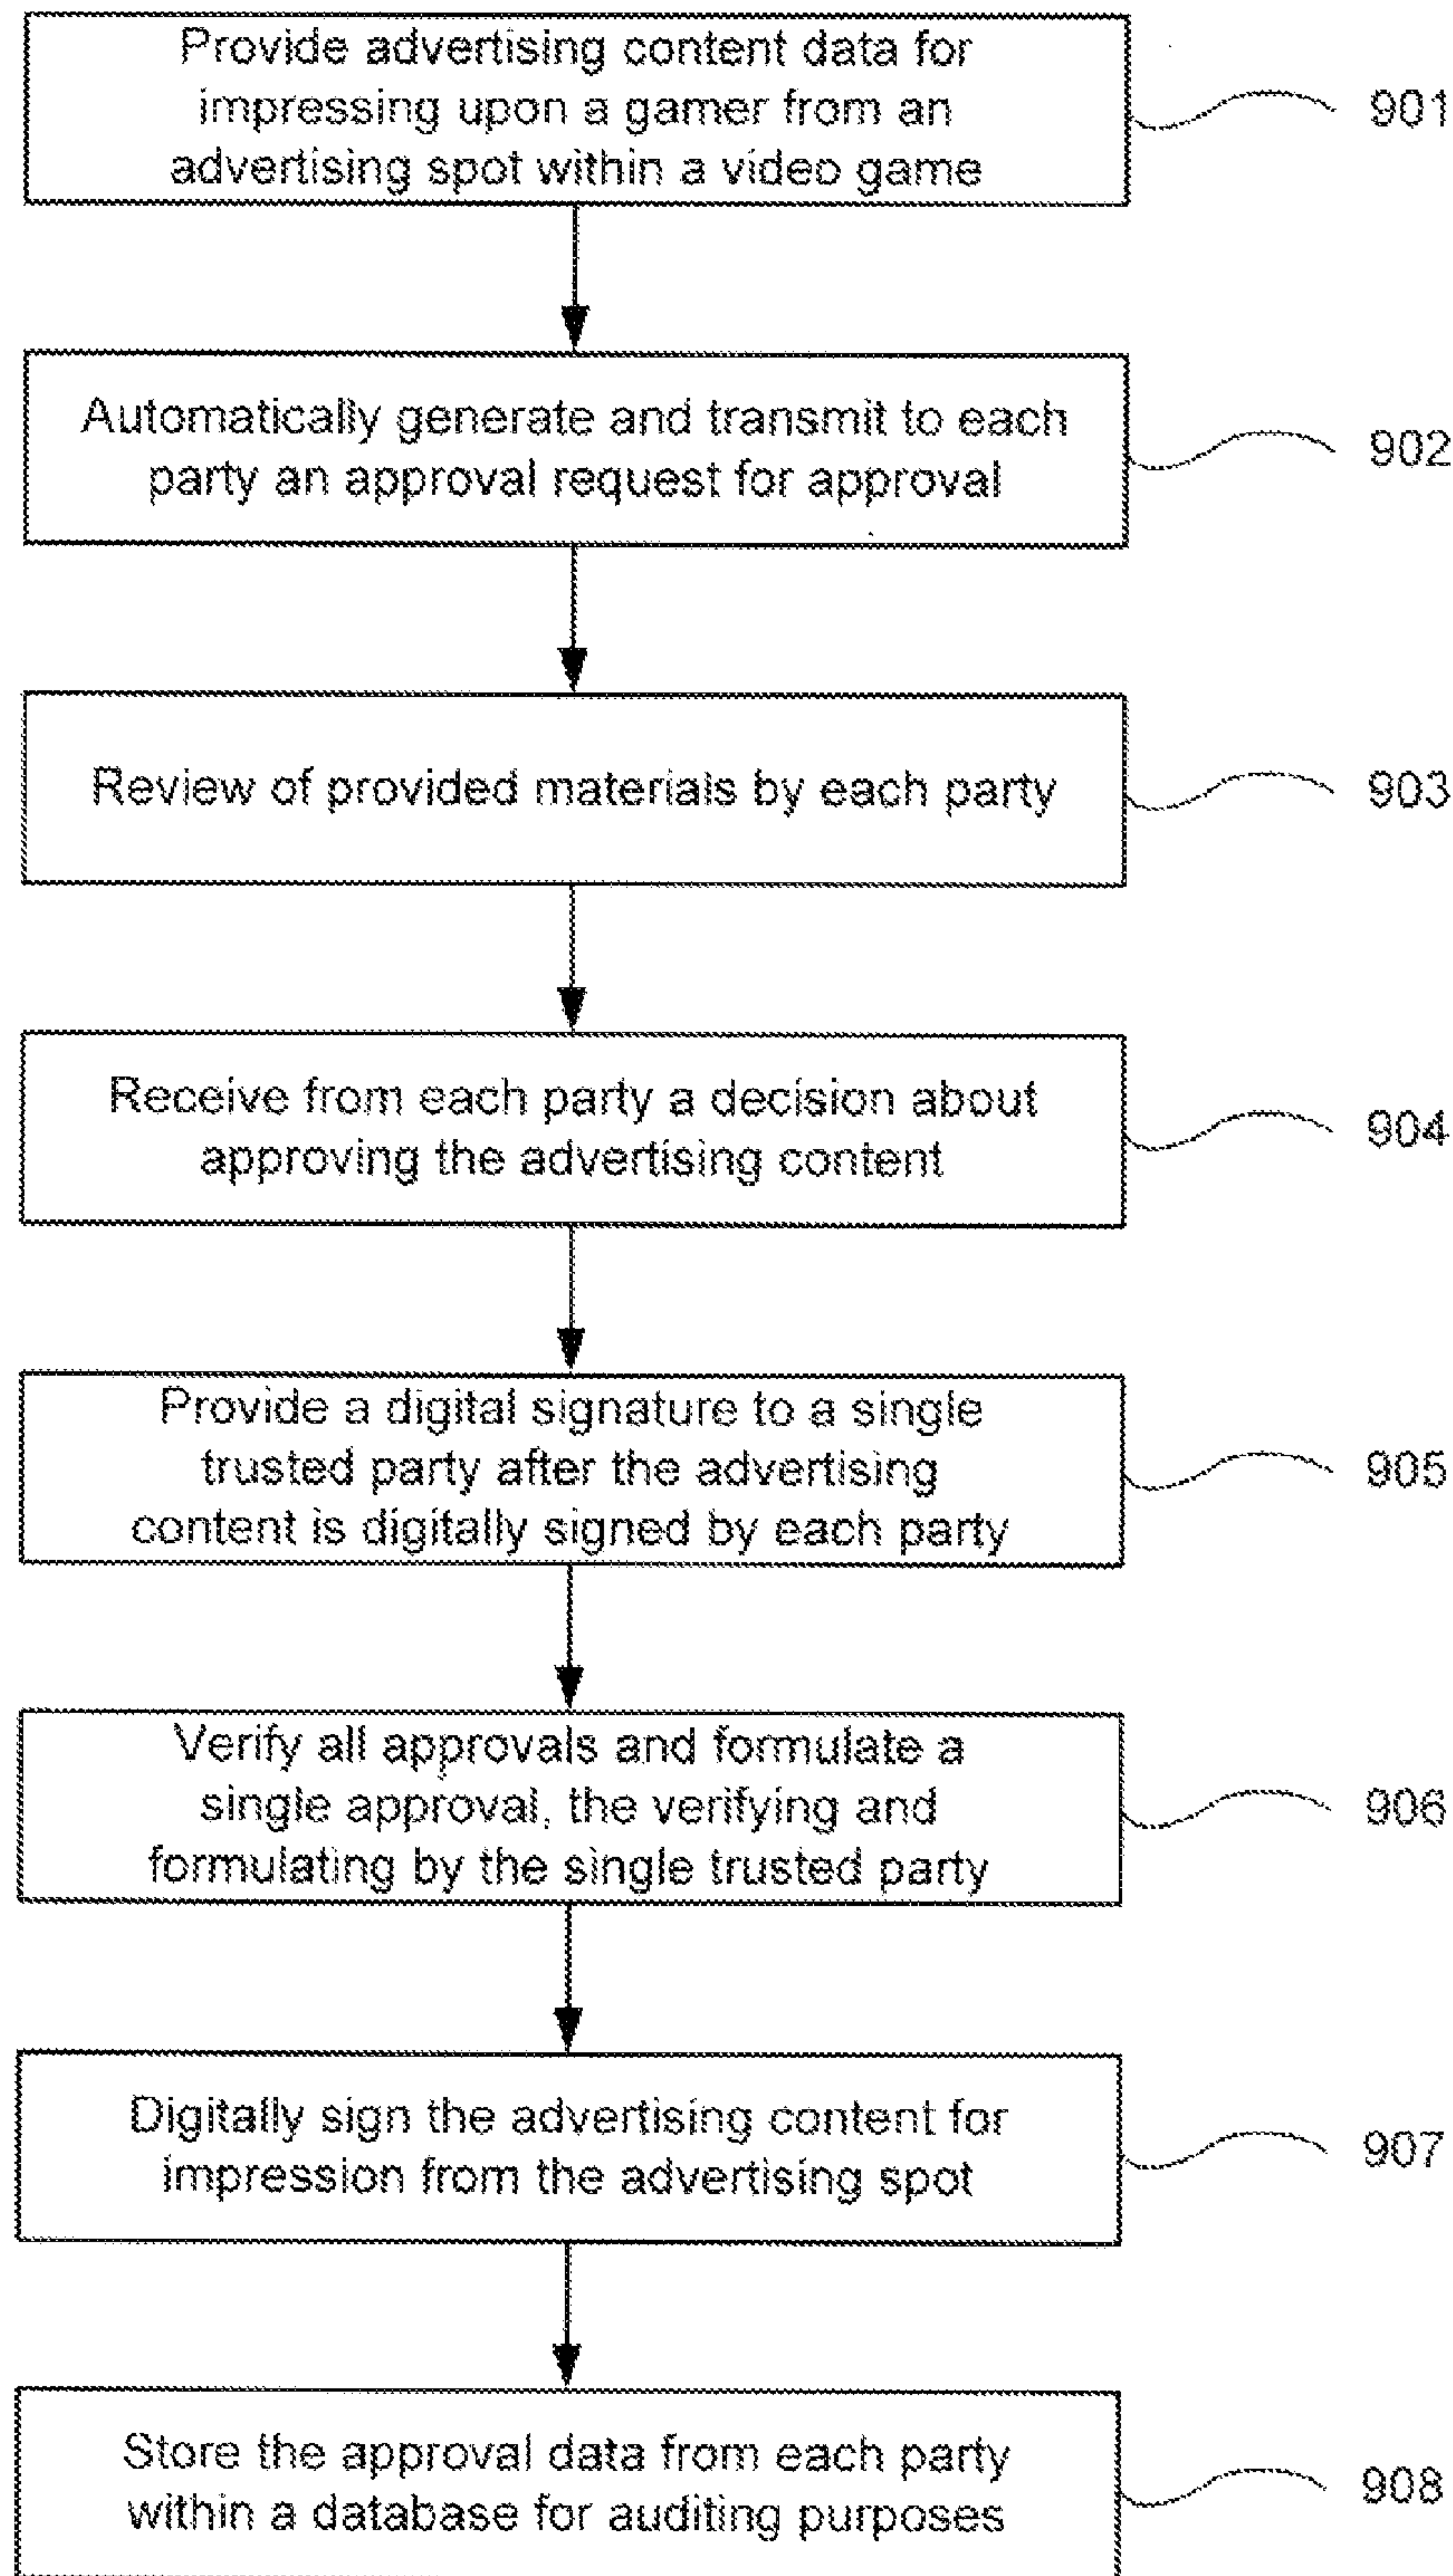 Provide advertising content data for
impressing upon a gamer from an
advertising spot within a video game
901
Automatically generate and transmit to each
party an approval request for approval
902
Review of provided materials by each party
903
Receive from each party a decision about
approving the advertising content
904
Provide a digital signature to a single
trusted party after the advertising
content is digitally signed by each party
905
Verify all approvals and formulate a
single approval, the verifying and
formulating by the single trusted party
906
Digitally sign the advertising content for
impression from the advertising spot
907
Store the approval data from each party
within a database for auditing purposes
908